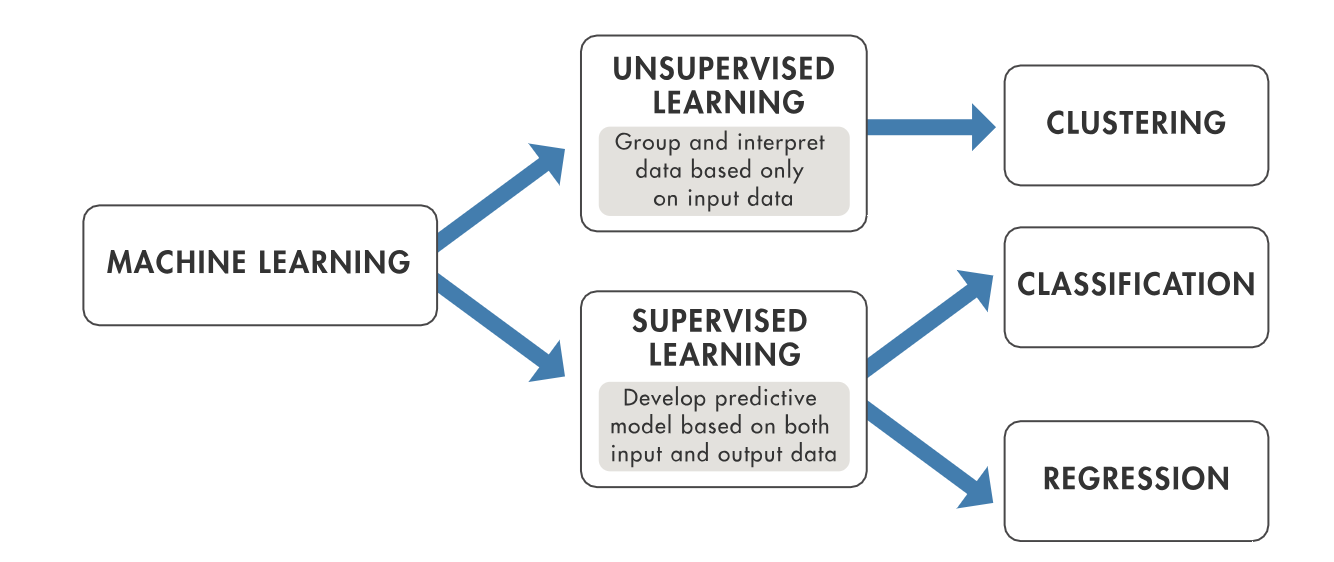 MACHINE LEARNING
UNSUPERVISED
LEARNING
Group and interpret
data based only
on input data
SUPERVISED
LEARNING
Develop predictive
model based on both
input and output data
CLUSTERING
CLASSIFICATION
REGRESSION